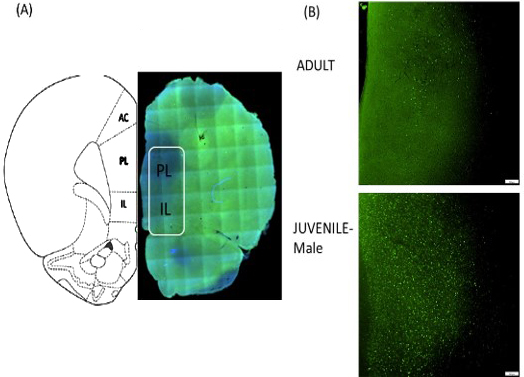 (A)
AC
PL
IL
PL
IL
(B)
ADULT
JUVENILE-
Male